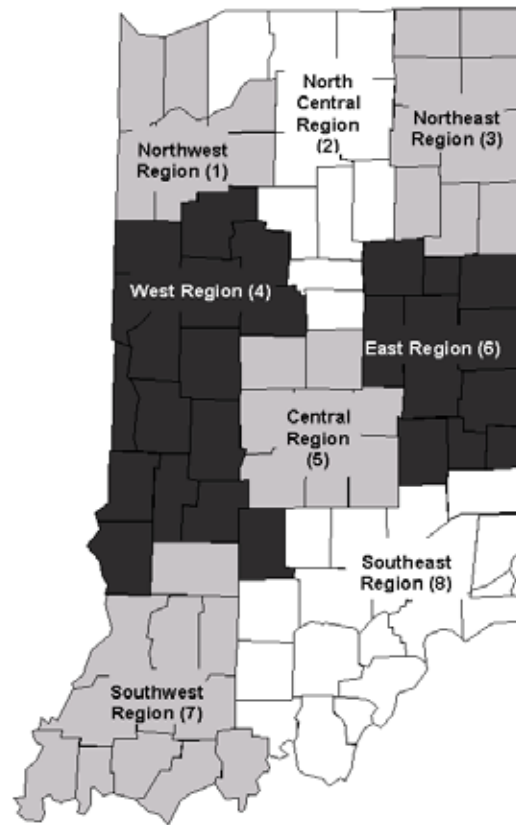 North
Central
Region
(2)
Northeast
Region (3)
Northwest
Region (1)
West Region (4)
East Region (6)
Central
Region
(5)
Southeast
Region (8)
Southwest
Region (7)